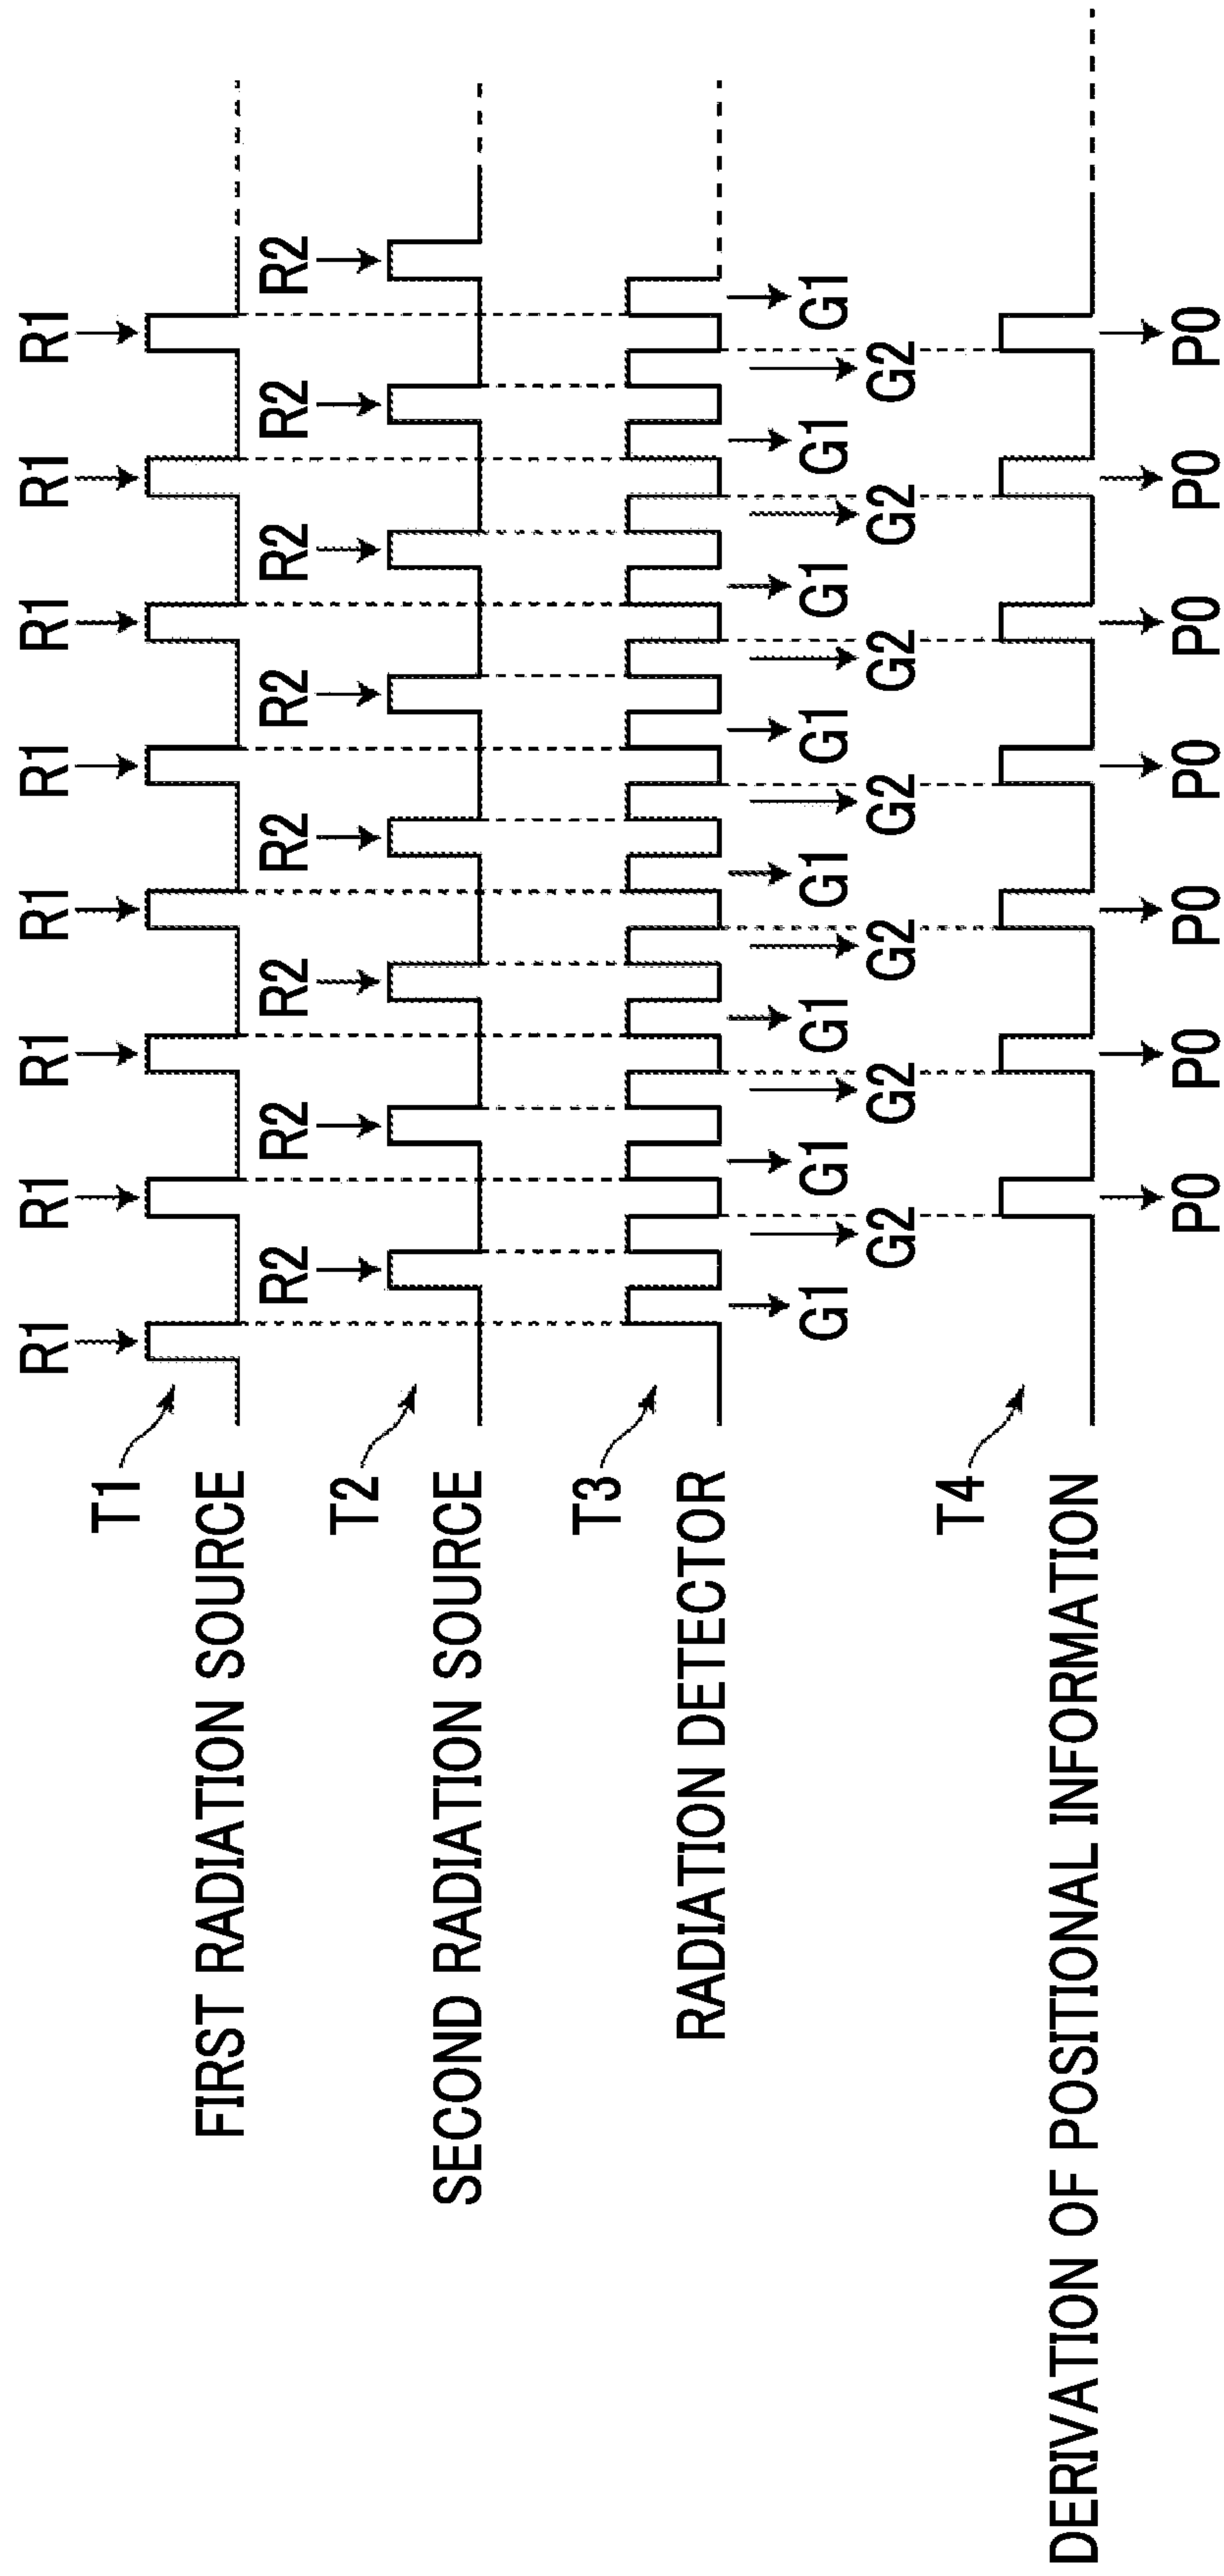 R1 R1 R1 R1 R1 R1 R1 R1
T1
FIRST RADIATION SOURCE
R2 R2 R2 R2 R2 R2 R2 R2
T2
SECOND RADIATION SOURCE
T3
RADIATION DETECTOR
G1 G1 G1 G1 G1 G1 G1 G1
G2 G2 G2 G2 G2 G2 G2
T4
DERIVATION OF POSITIONAL INFORMATION
P0 P0 P0 P0 P0 P0 P0